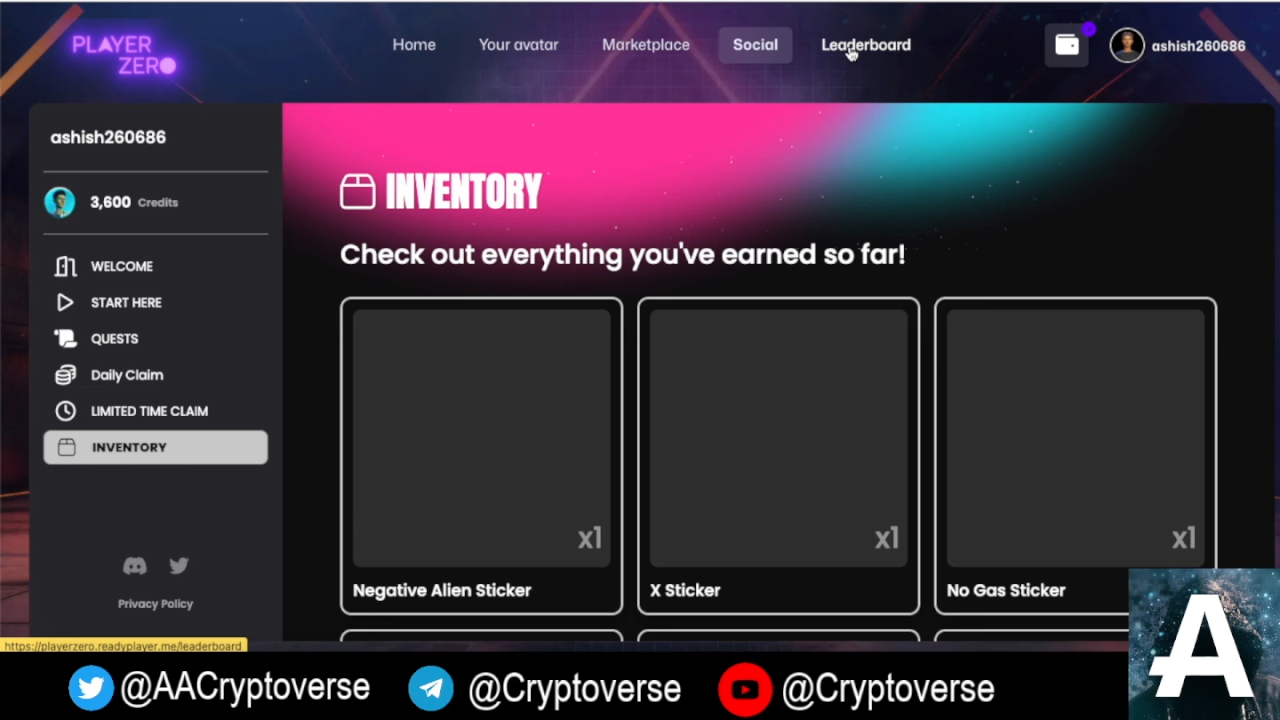 PLAYER
ZERO
Home
Your avatar
Marketplace
Social
Leaderboard
ashish260686
ashish260686
3,600 Credits
WELCOME
START HERE
QUESTS
Daily Claim
LIMITED TIME CLAIM
INVENTORY
Privacy Policy
INVENTORY
Check out everything you've earned so far!
x1
x1
x1
Negative Alien Sticker
X Sticker
No Gas Sticker
https://playerzero.readyplayer.me/leaderboard
@AACryptoverse
@Cryptoverse
@Cryptoverse
A